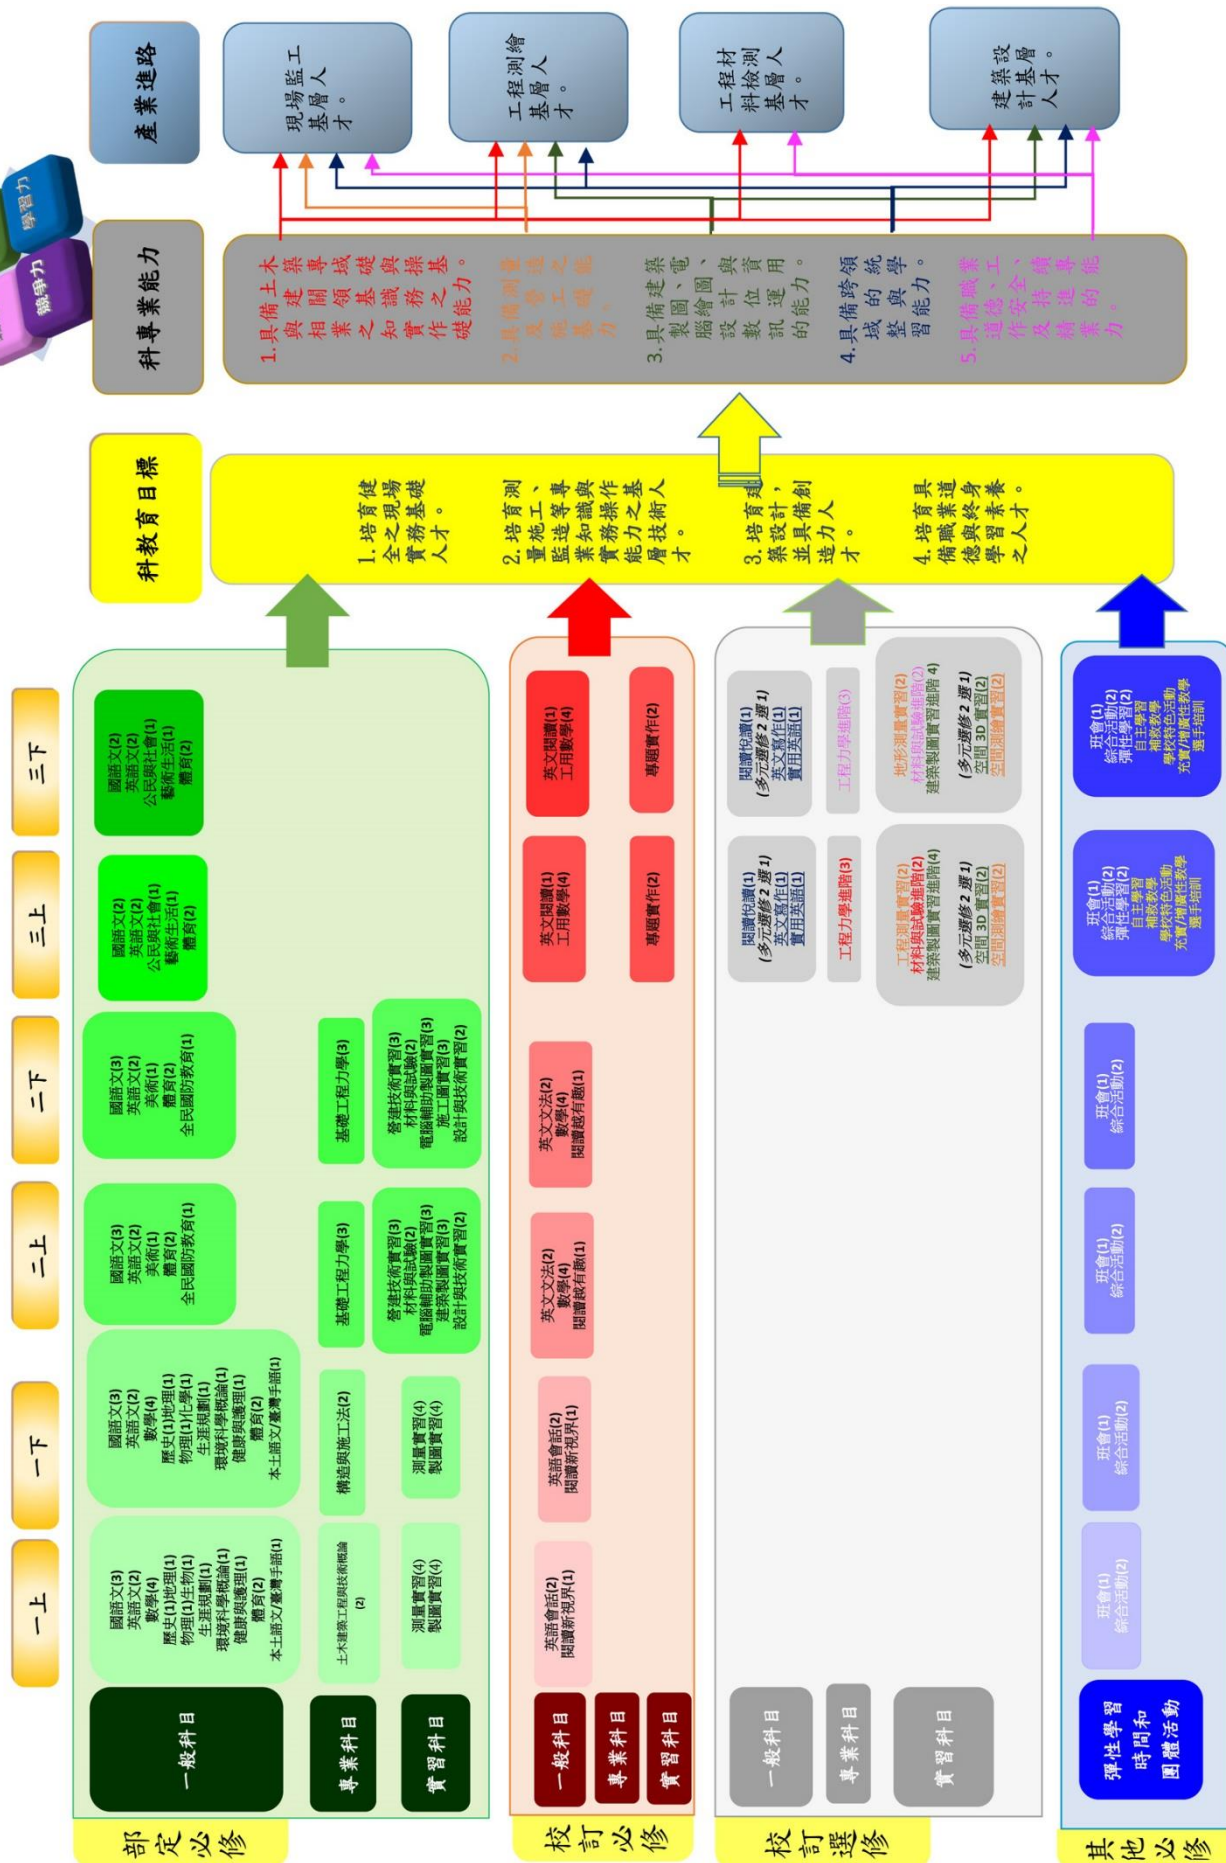 競爭力
學習力
一上
一下
二上
二下
三上
三下
科教育目標
科專業能力
產業進路
部定必修
一般科目
國語文(3)
英語文(2)
數學(4)
歷史(1)地理(1)
物理(1)生物(1)
生涯規劃(1)
環境科學概論(1)
健康與護理(1)
體育(2)
本土語文/臺灣手語(1)
國語文(3)
英語文(2)
數學(4)
歷史(1)地理(1)
物理(1)化學(1)
生涯規劃(1)
環境科學概論(1)
健康與護理(1)
體育(2)
本土語文/臺灣手語(1)
國語文(3)
英語文(2)
美術(1)
體育(2)
全民國防教育(1)
國語文(3)
英語文(2)
美術(1)
體育(2)
全民國防教育(1)
國語文(2)
英語文(2)
公民與社會(1)
藝術生活(1)
體育(2)
國語文(2)
英語文(2)
公民與社會(1)
藝術生活(1)
體育(2)
專業科目
土木建築工程與技術概論
(2)
構造與施工法(2)
基礎工程力學(3)
基礎工程力學(3)
實習科目
測量實習(4)
製圖實習(4)
測量實習(4)
製圖實習(4)
營建技術實習(3)
材料與試驗(2)
電腦輔助製圖實習(3)
建築製圖實習(3)
設計與技術實習(2)
營建技術實習(3)
材料與試驗(2)
電腦輔助製圖實習(3)
施工圖實習(3)
設計與技術實習(2)
校訂必修
一般科目
英語會話(2)
閱讀新視界(1)
英語會話(2)
閱讀新視界(1)
英文文法(2)
數學(4)
閱讀越有趣(1)
英文文法(2)
數學(4)
閱讀越有趣(1)
英文閱讀(1)
工用數學(4)
英文閱讀(1)
工用數學(4)
專業科目
實習科目
專題實作(2)
專題實作(2)
校訂選修
一般科目
閱讀悅讀(1)
(多元選修 2 選 1)
英文寫作(1)
實用英語(1)
閱讀悅讀(1)
(多元選修 2 選 1)
英文寫作(1)
實用英語(1)
專業科目
工程力學進階(3)
工程力學進階(3)
實習科目
工程測量實習(2)
材料與試驗進階(2)
建築製圖實習進階(4)
(多元選修 2 選 1)
空間 3D 實習(2)
空間測繪實習(2)
地形測量實習(2)
材料與試驗進階(2)
建築製圖實習進階 4)
(多元選修 2 選 1)
空間 3D 實習(2)
空間測繪實習(2)
其他必修
彈性學習
時間和
團體活動
班會(1)
綜合活動(2)
班會(1)
綜合活動(2)
班會(1)
綜合活動(2)
班會(1)
綜合活動(2)
班會(1)
綜合活動(2)
彈性學習(2)
自主學習
補救教學
學校特色活動
充實/增廣性教學
選手培訓
班會(1)
綜合活動(2)
彈性學習(2)
自主學習
補救教學
學校特色活動
充實/增廣性教學
選手培訓
1. 培育健
全之現場
實務基礎
人才。
2. 培育測
量施工、
監造等專
業知識與
實務操作
能力之基
層技術人
才。
3. 培育建
築設計，
並具備創
造力人
才。
4. 培育具
備職業道
德與終身
學習素養
之人才。
1.具備土木
與建築專
相關領域
業之基礎
知識與
實務操
作之基
礎能力。
2.具備測量
及營造之
施工之
基礎能
力。
3.具備建築
製圖、電
腦繪圖、
設計與
數位資
訊運用
的能力。
4.具備跨領
域的統
整與學
習能力。
5.具備職業
道德、工
作安全、
及持續
精進專
業的能
力。
現場監工
基層人
才。
工程測繪
基層人
才。
工程材
料檢測
基層人
才。
建築設
計基層
人才。